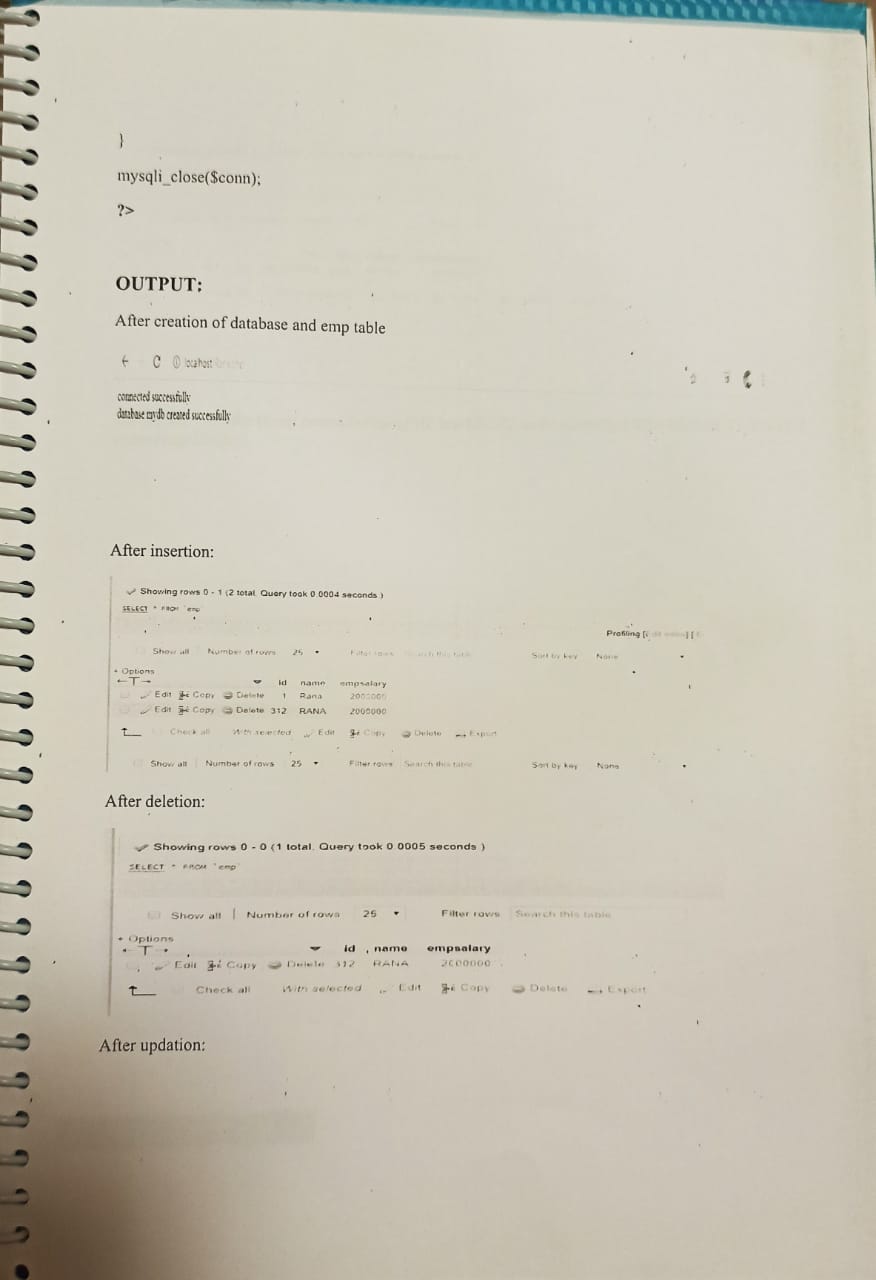 }
mysqli_close($conn);
?>
OUTPUT:
After creation of database and emp table
localhost
connected successfully
database mydb created successfully
After insertion:
Showing rows 0 - 1 (2 total, Query took 0.0004 seconds.)
SELECT * FROM `emp`
Profiling [
Show all | Number of rows 25 Filter rows Search this table Sort by key None
+ Options
←T→ id name empsalary
Edit Copy Delete 1 Rana
Edit Copy Delete 312 RANA 2000000
Check all With selected Edit Copy Delete Export
Show all | Number of rows 25 Filter rows Search this table Sort by key None
After deletion:
Showing rows 0 - 0 (1 total, Query took 0.0005 seconds.)
SELECT * FROM `emp`
Show all | Number of rows 25 Filter rows Search this table
+ Options
←T→ id name empsalary
Edit Copy Delete 312 RANA 2000000
Check all With selected Edit Copy Delete Export
After updation: